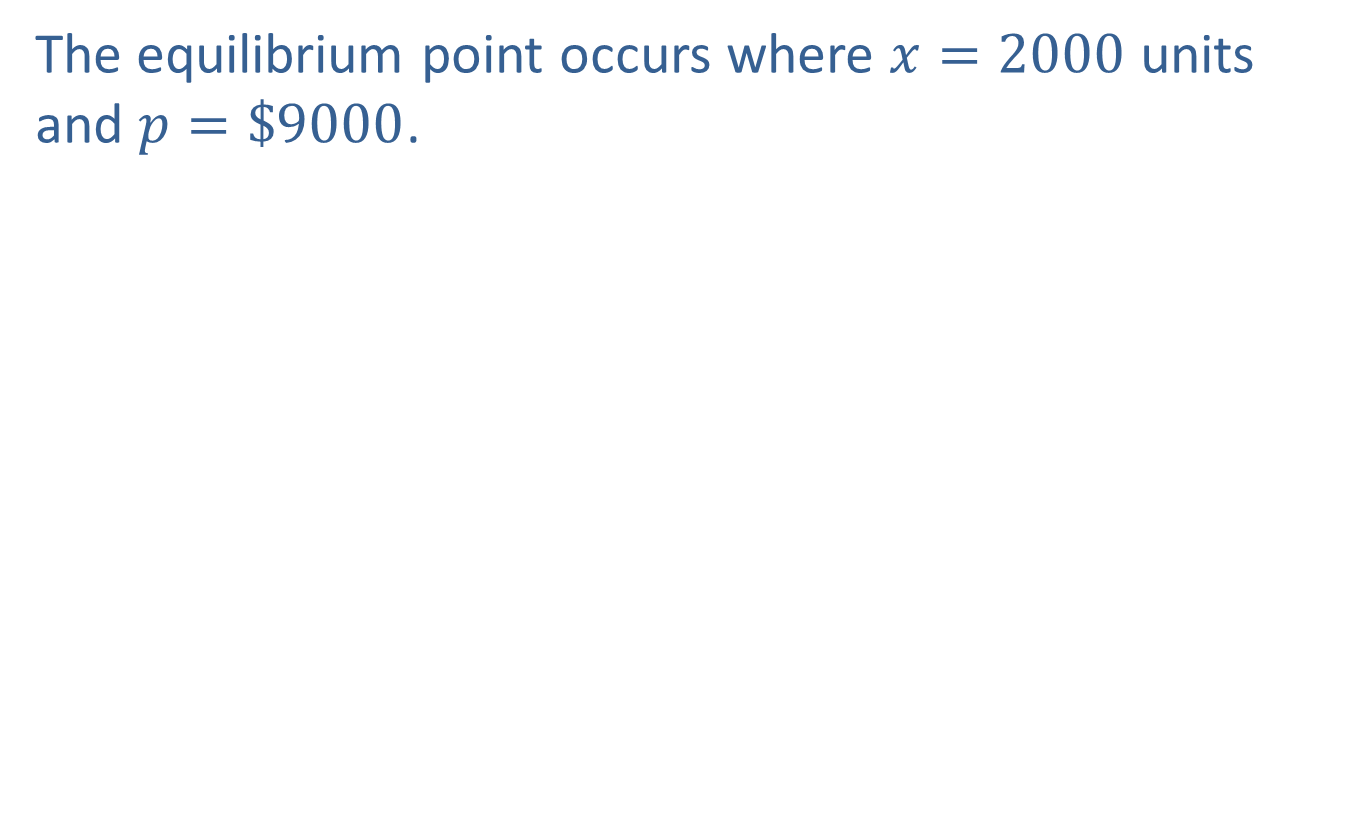 The equilibrium point occurs where 𝑥 = 2000 units
and 𝑝 = $9000.